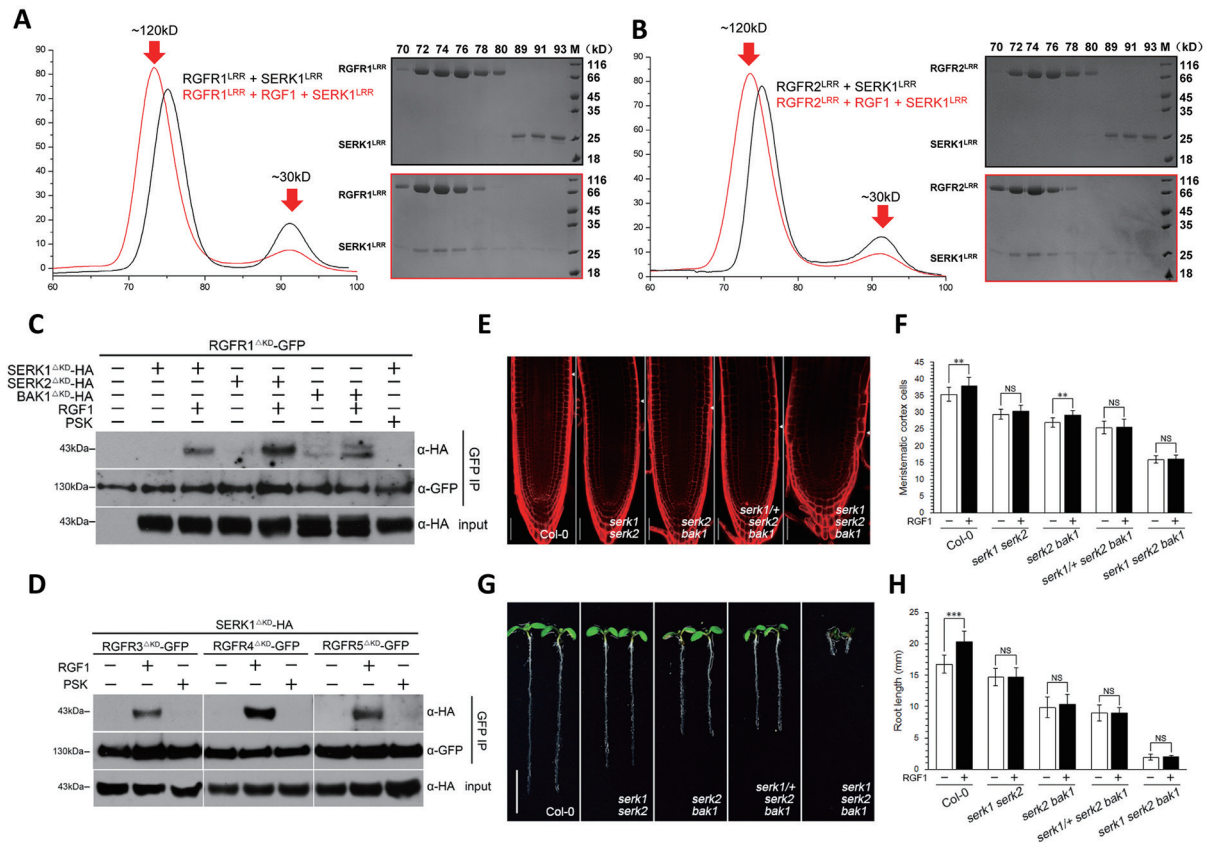 A
~120kD
~30kD
RGFR1LRR + SERK1LRR
RGFR1LRR + RGF1 + SERK1LRR
90
80
70
60
50
40
30
20
10
0
60 70 80 90 100
70 72 74 76 78 80 89 91 93 M (kD)
RGFR1LRR
SERK1LRR
116
66
45
35
25
18
RGFR1LRR
SERK1LRR
116
66
45
35
25
18
B
~120kD
~30kD
RGFR2LRR + SERK1LRR
RGFR2LRR + RGF1 + SERK1LRR
90
80
70
60
50
40
30
20
10
0
60 70 80 90 100
70 72 74 76 78 80 89 91 93 M (kD)
RGFR2LRR
SERK1LRR
116
66
45
35
25
18
RGFR2LRR
SERK1LRR
116
66
45
35
25
18
C
RGFR1△KD-GFP
SERK1△KD-HA − + + − − − − +
SERK2△KD-HA − − − + + − − −
BAK1△KD-HA − − − − − + + −
RGF1 − − + − + − + −
PSK − − − − − − − +
43kDa− α-HA
130kDa− α-GFP
GFP IP
43kDa− α-HA input
D
SERK1△KD-HA
RGFR3△KD-GFP RGFR4△KD-GFP RGFR5△KD-GFP
RGF1 − + − − + − − + −
PSK − − + − − + − − +
43kDa− α-HA
130kDa− α-GFP
GFP IP
43kDa− α-HA input
E
Col-0
serk1 serk2
serk2 bak1
serk1/+ serk2 bak1
serk1 serk2 bak1
F
Meristematic cortex cells
45
40
35
30
25
20
15
10
5
0
** NS ** NS NS
RGF1 − + − + − + − + − +
Col-0
serk1 serk2
serk2 bak1
serk1/+ serk2 bak1
serk1 serk2 bak1
G
Col-0
serk1 serk2
serk2 bak1
serk1/+ serk2 bak1
serk1 serk2 bak1
H
Root length (mm)
25
20
15
10
5
0
*** NS NS NS NS
RGF1 − + − + − + − + − +
Col-0
serk1 serk2
serk2 bak1
serk1/+ serk2 bak1
serk1 serk2 bak1